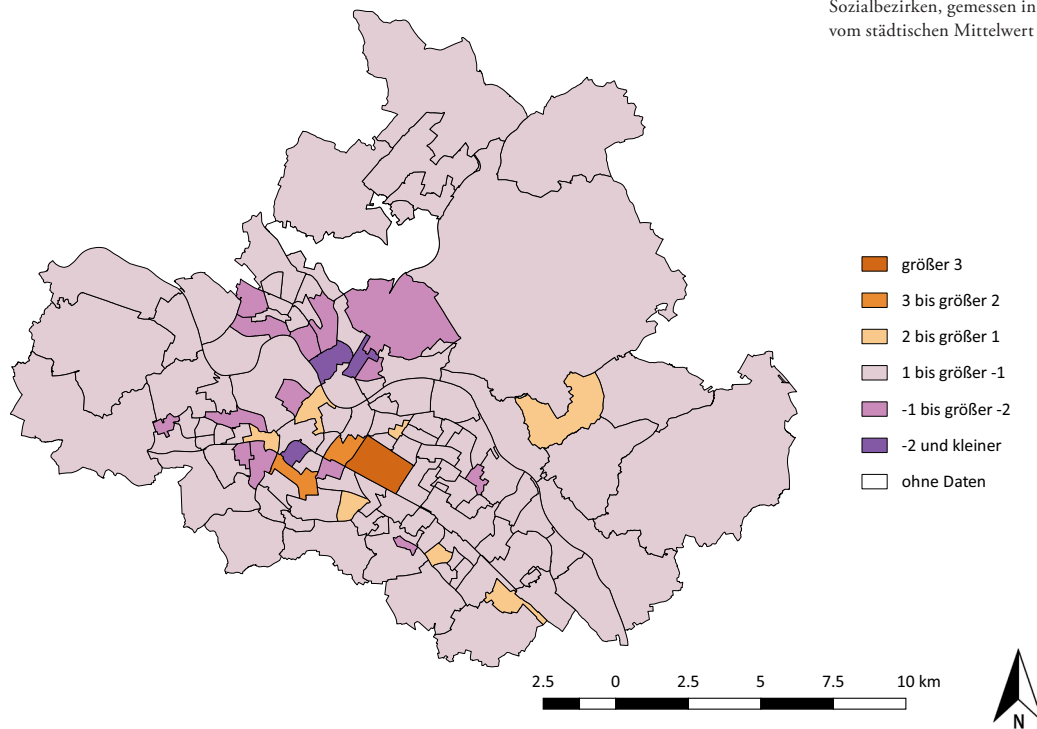 Sozialbezirken, gemessen in
vom städtischen Mittelwert
größer 3
3 bis größer 2
2 bis größer 1
1 bis größer -1
-1 bis größer -2
-2 und kleiner
ohne Daten
2.5 0 2.5 5 7.5 10 km
N